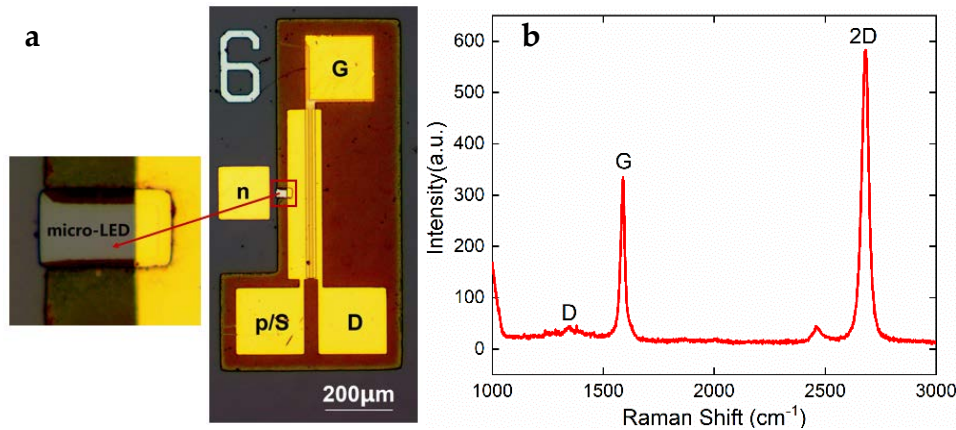 a
6
G
n
micro-LED
p/S
D
200μm
b
600
500
400
300
200
100
0
Intensity(a.u.)
2D
G
D
1000
1500
2000
2500
3000
Raman Shift (cm⁻¹)